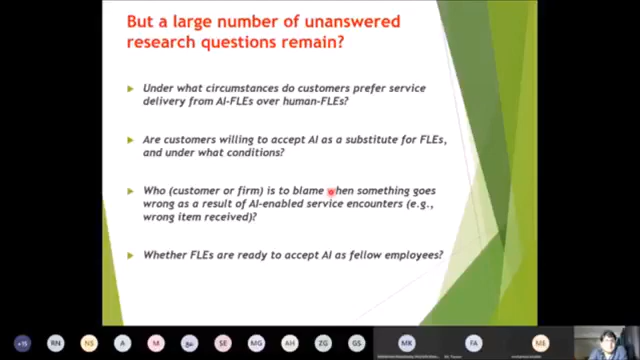 But a large number of unanswered
research questions remain?
Under what circumstances do customers prefer service
delivery from AI-FLEs over human-FLEs?
Are customers willing to accept AI as a substitute for FLEs,
and under what conditions?
Who (customer or firm) is to blame when something goes
wrong as a result of AI-enabled service encounters (e.g.,
wrong item received)?
Whether FLEs are ready to accept AI as fellow employees?
+15 RN NS A M SE MG AH ZG GS MK FA ME